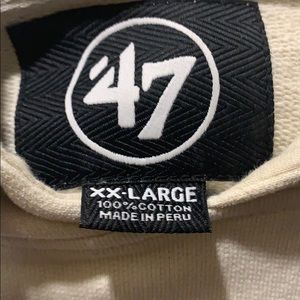 '47
XX-LARGE
100% COTTON
MADE IN PERU